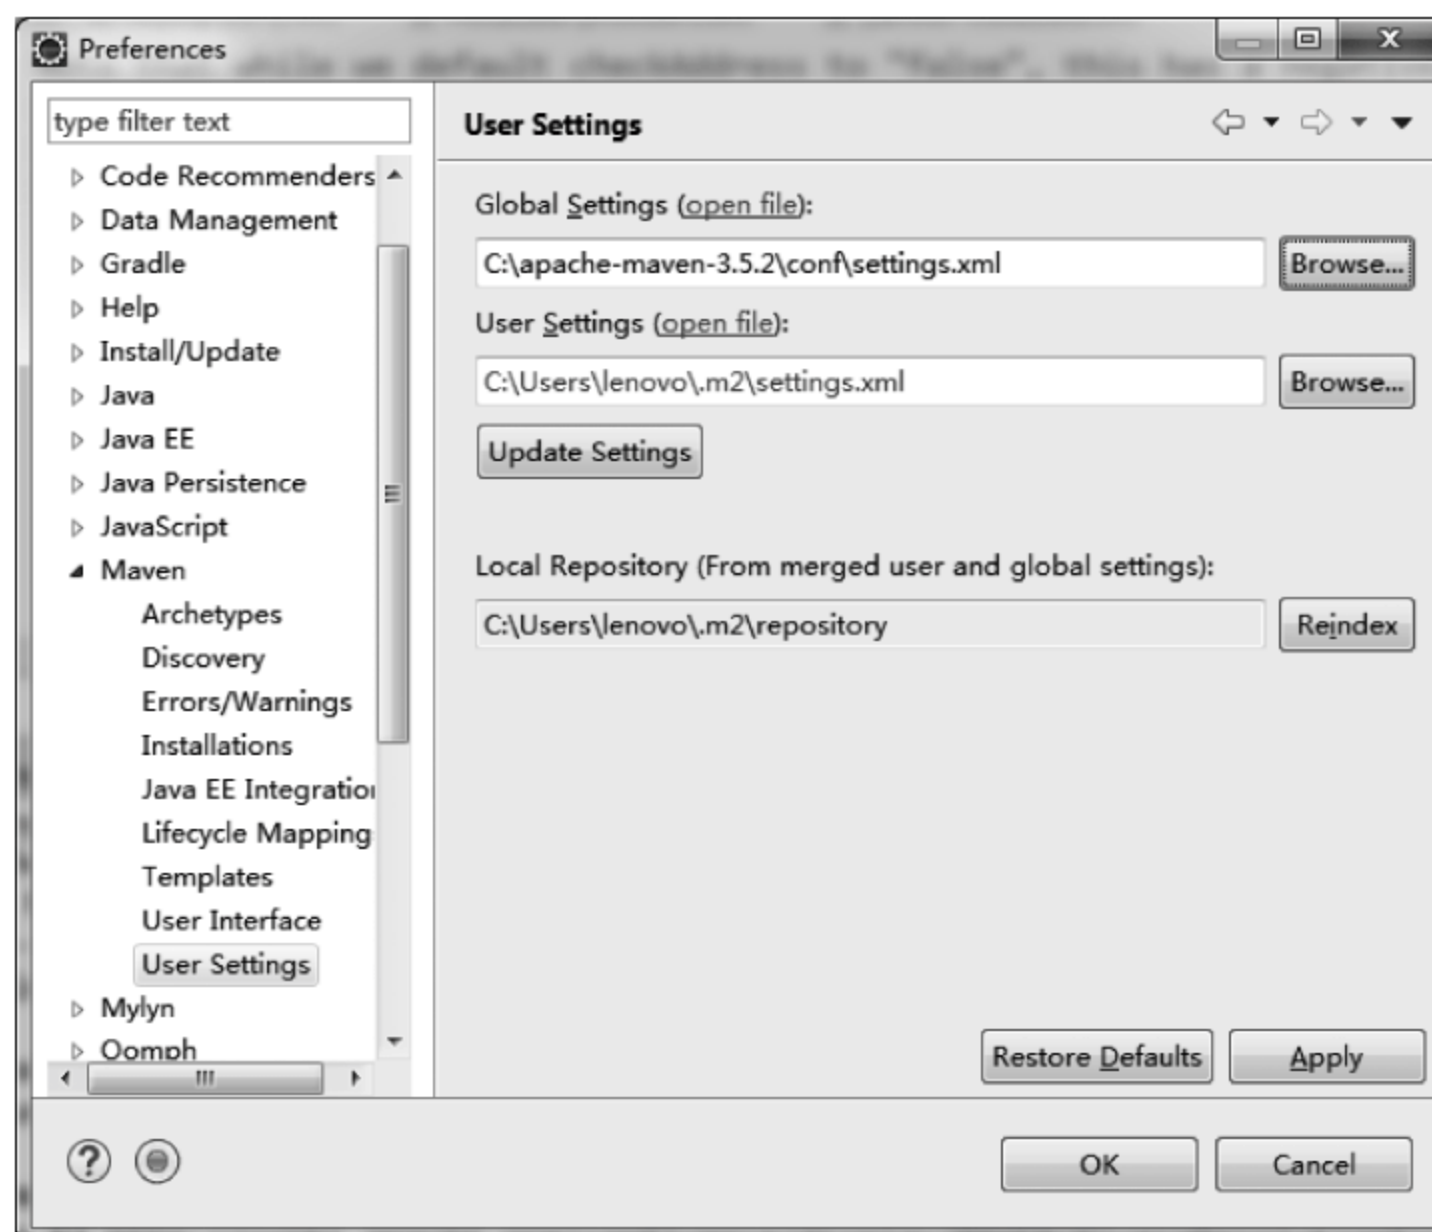 Preferences
type filter text
Code Recommenders
Data Management
Gradle
Help
Install/Update
Java
Java EE
Java Persistence
JavaScript
Maven
Archetypes
Discovery
Errors/Warnings
Installations
Java EE Integration
Lifecycle Mapping
Templates
User Interface
User Settings
Mylyn
Oomph
User Settings
Global Settings (open file):
C:\apache-maven-3.5.2\conf\settings.xml
Browse...
User Settings (open file):
C:\Users\lenovo\.m2\settings.xml
Browse...
Update Settings
Local Repository (From merged user and global settings):
C:\Users\lenovo\.m2\repository
Reindex
Restore Defaults
Apply
OK
Cancel